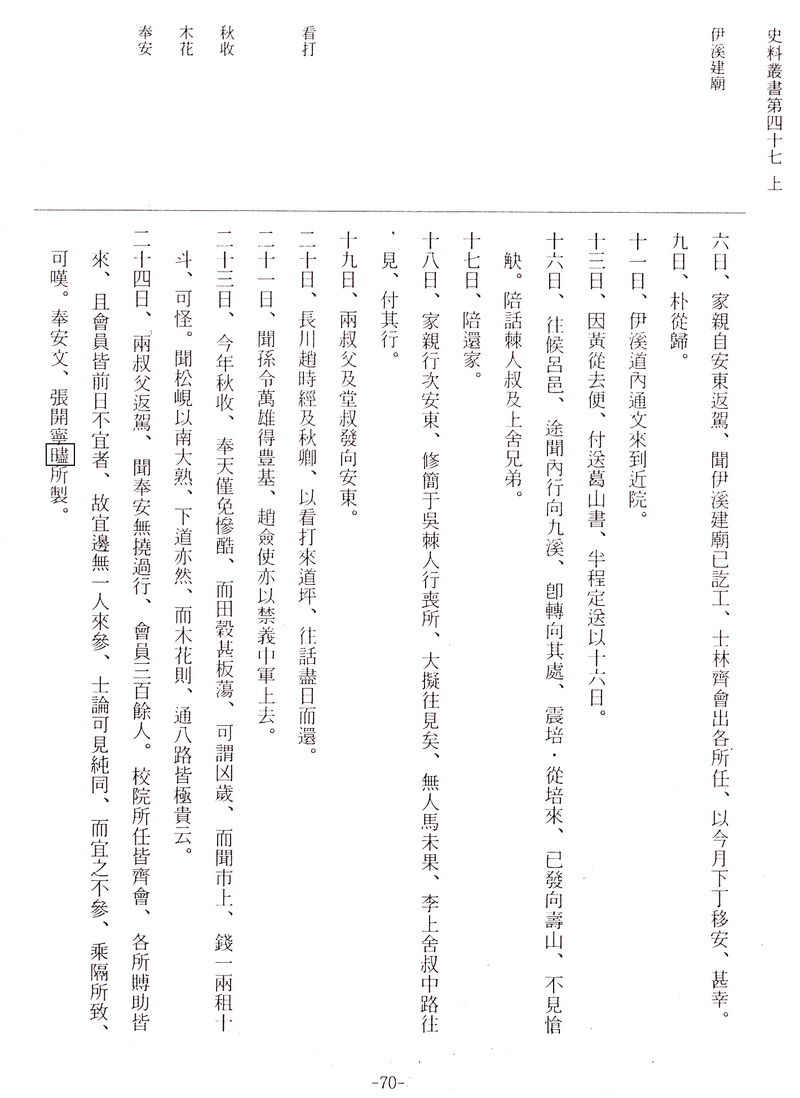 史料叢書第四十七 上
伊溪建廟
看打
秋收
木花
奉安
六日、家親自安東返駕、聞伊溪建廟已訖工、士林齊會出各所任、以今月下丁移安、甚幸。
九日、朴從歸。
十一日、伊溪道內通文來到近院。
十三日、因黃從去便、付送葛山書、半程定送以十六日。
十六日、往候呂邑、途聞內行向九溪、卽轉向其處、震培·從培來、已發向壽山、不見愴
觖。陪話棘人叔及上舍兄弟。
十七日、陪還家。
十八日、家親行次安東、修簡于吳棘人行喪所、大擬往見矣、無人馬未果、李上舍叔中路往
見、付其行。
十九日、兩叔父及堂叔發向安東。
二十日、長川趙時經及秋卿、以看打來道坪、往話盡日而還。
二十一日、聞孫令萬雄得豊基、趙僉使亦以禁義中軍上去。
二十三日、今年秋收、奉天僅免慘酷、而田穀甚板蕩、可謂凶歲、而聞市上、錢一兩租十
斗、可怪。聞松峴以南大熟、下道亦然、而木花則、通八路皆極貴云。
二十四日、兩叔父返駕、聞奉安無撓過行、會員三百餘人。校院所任皆齊會、各所賻助皆
來、且會員皆前日不宜者、故宜邊無一人來參、士論可見純同、而宜之不參、乘隔所致、
可嘆。奉安文、張開寧㬢所製。
-70-